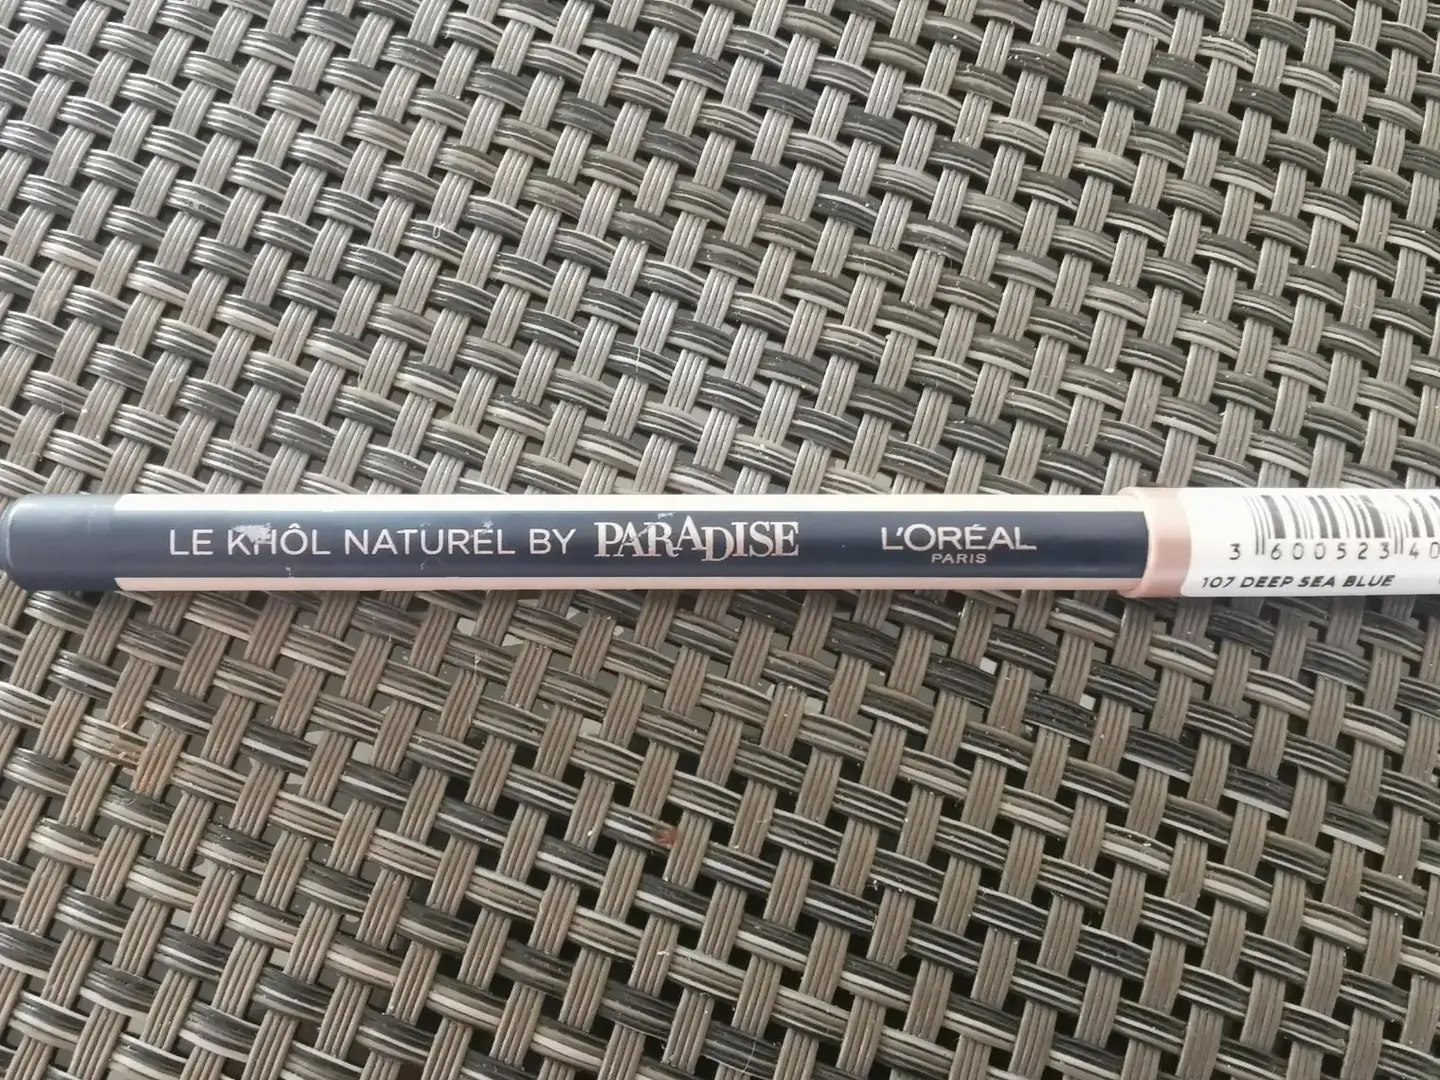 LE KHÔL NATUREL BY PARADISE
L'ORÉAL
PARIS
3 600523 40
107 DEEP SEA BLUE